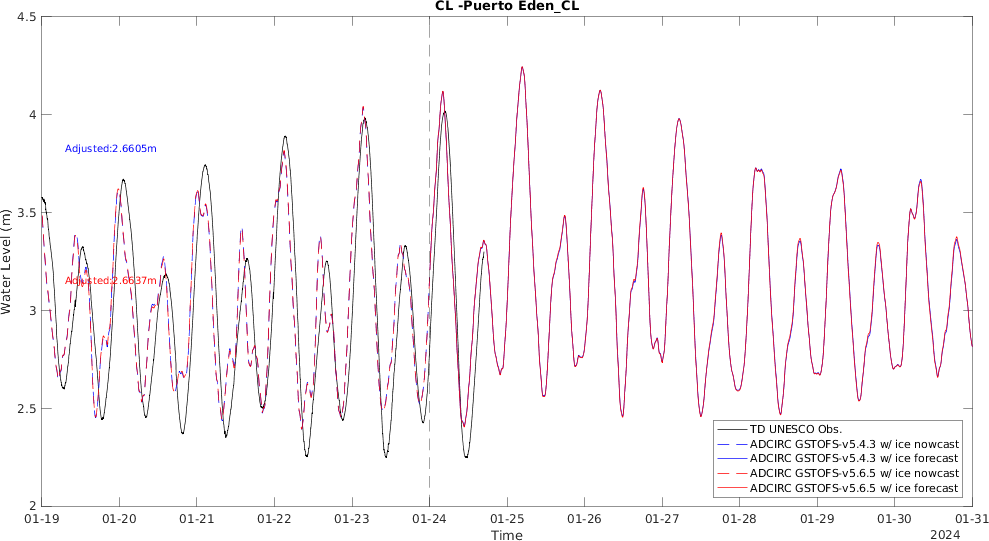 CL -Puerto Eden_CL
4.5
4
3.5
3
2.5
2
Water Level (m)
Adjusted:2.6605m
Adjusted:2.6637m
TD UNESCO Obs.
ADCIRC GSTOFS-v5.4.3 w/ ice nowcast
ADCIRC GSTOFS-v5.4.3 w/ ice forecast
ADCIRC GSTOFS-v5.6.5 w/ ice nowcast
ADCIRC GSTOFS-v5.6.5 w/ ice forecast
01-19 01-20 01-21 01-22 01-23 01-24 01-25 01-26 01-27 01-28 01-29 01-30 01-31
Time
2024